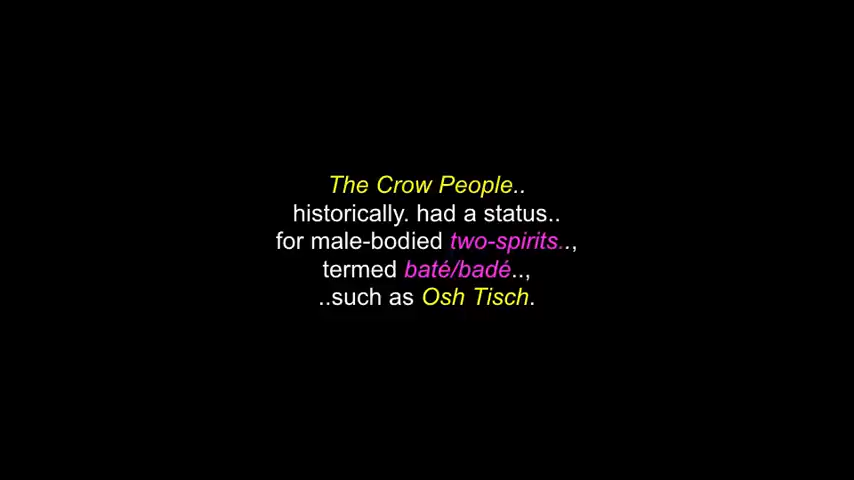 The Crow People..
historically. had a status..
for male-bodied two-spirits..,
termed baté/badé..,
..such as Osh Tisch.